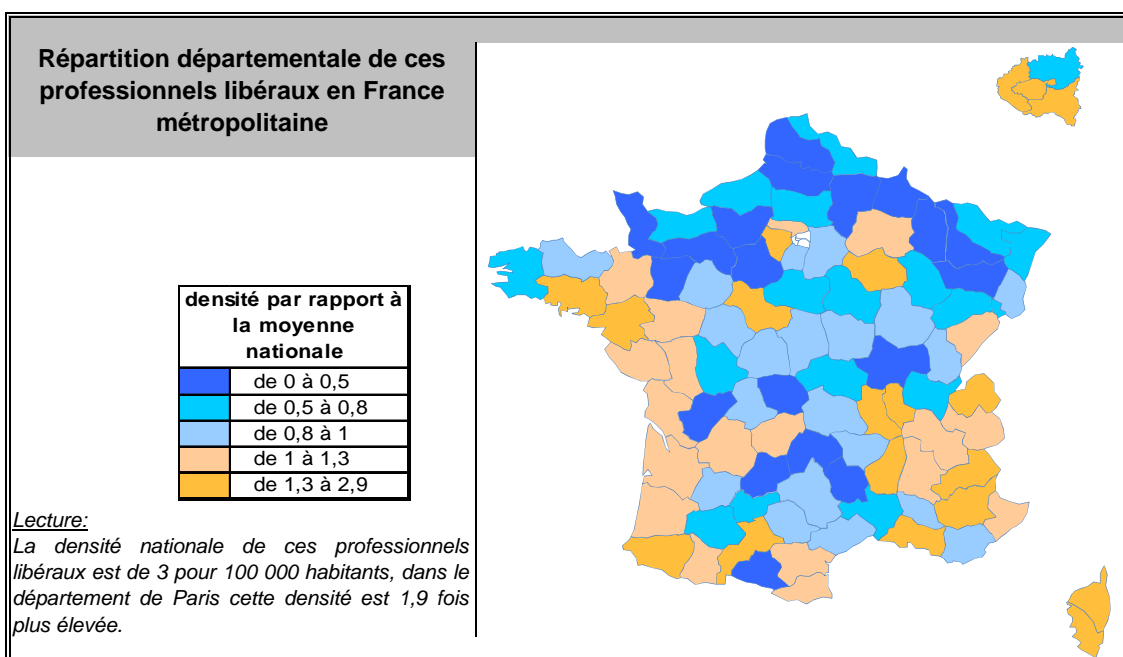 Répartition départementale de ces
professionnels libéraux en France
métropolitaine
densité par rapport à
la moyenne
nationale
de 0 à 0,5
de 0,5 à 0,8
de 0,8 à 1
de 1 à 1,3
de 1,3 à 2,9
Lecture:
La densité nationale de ces professionnels
libéraux est de 3 pour 100 000 habitants, dans le
département de Paris cette densité est 1,9 fois
plus élevée.